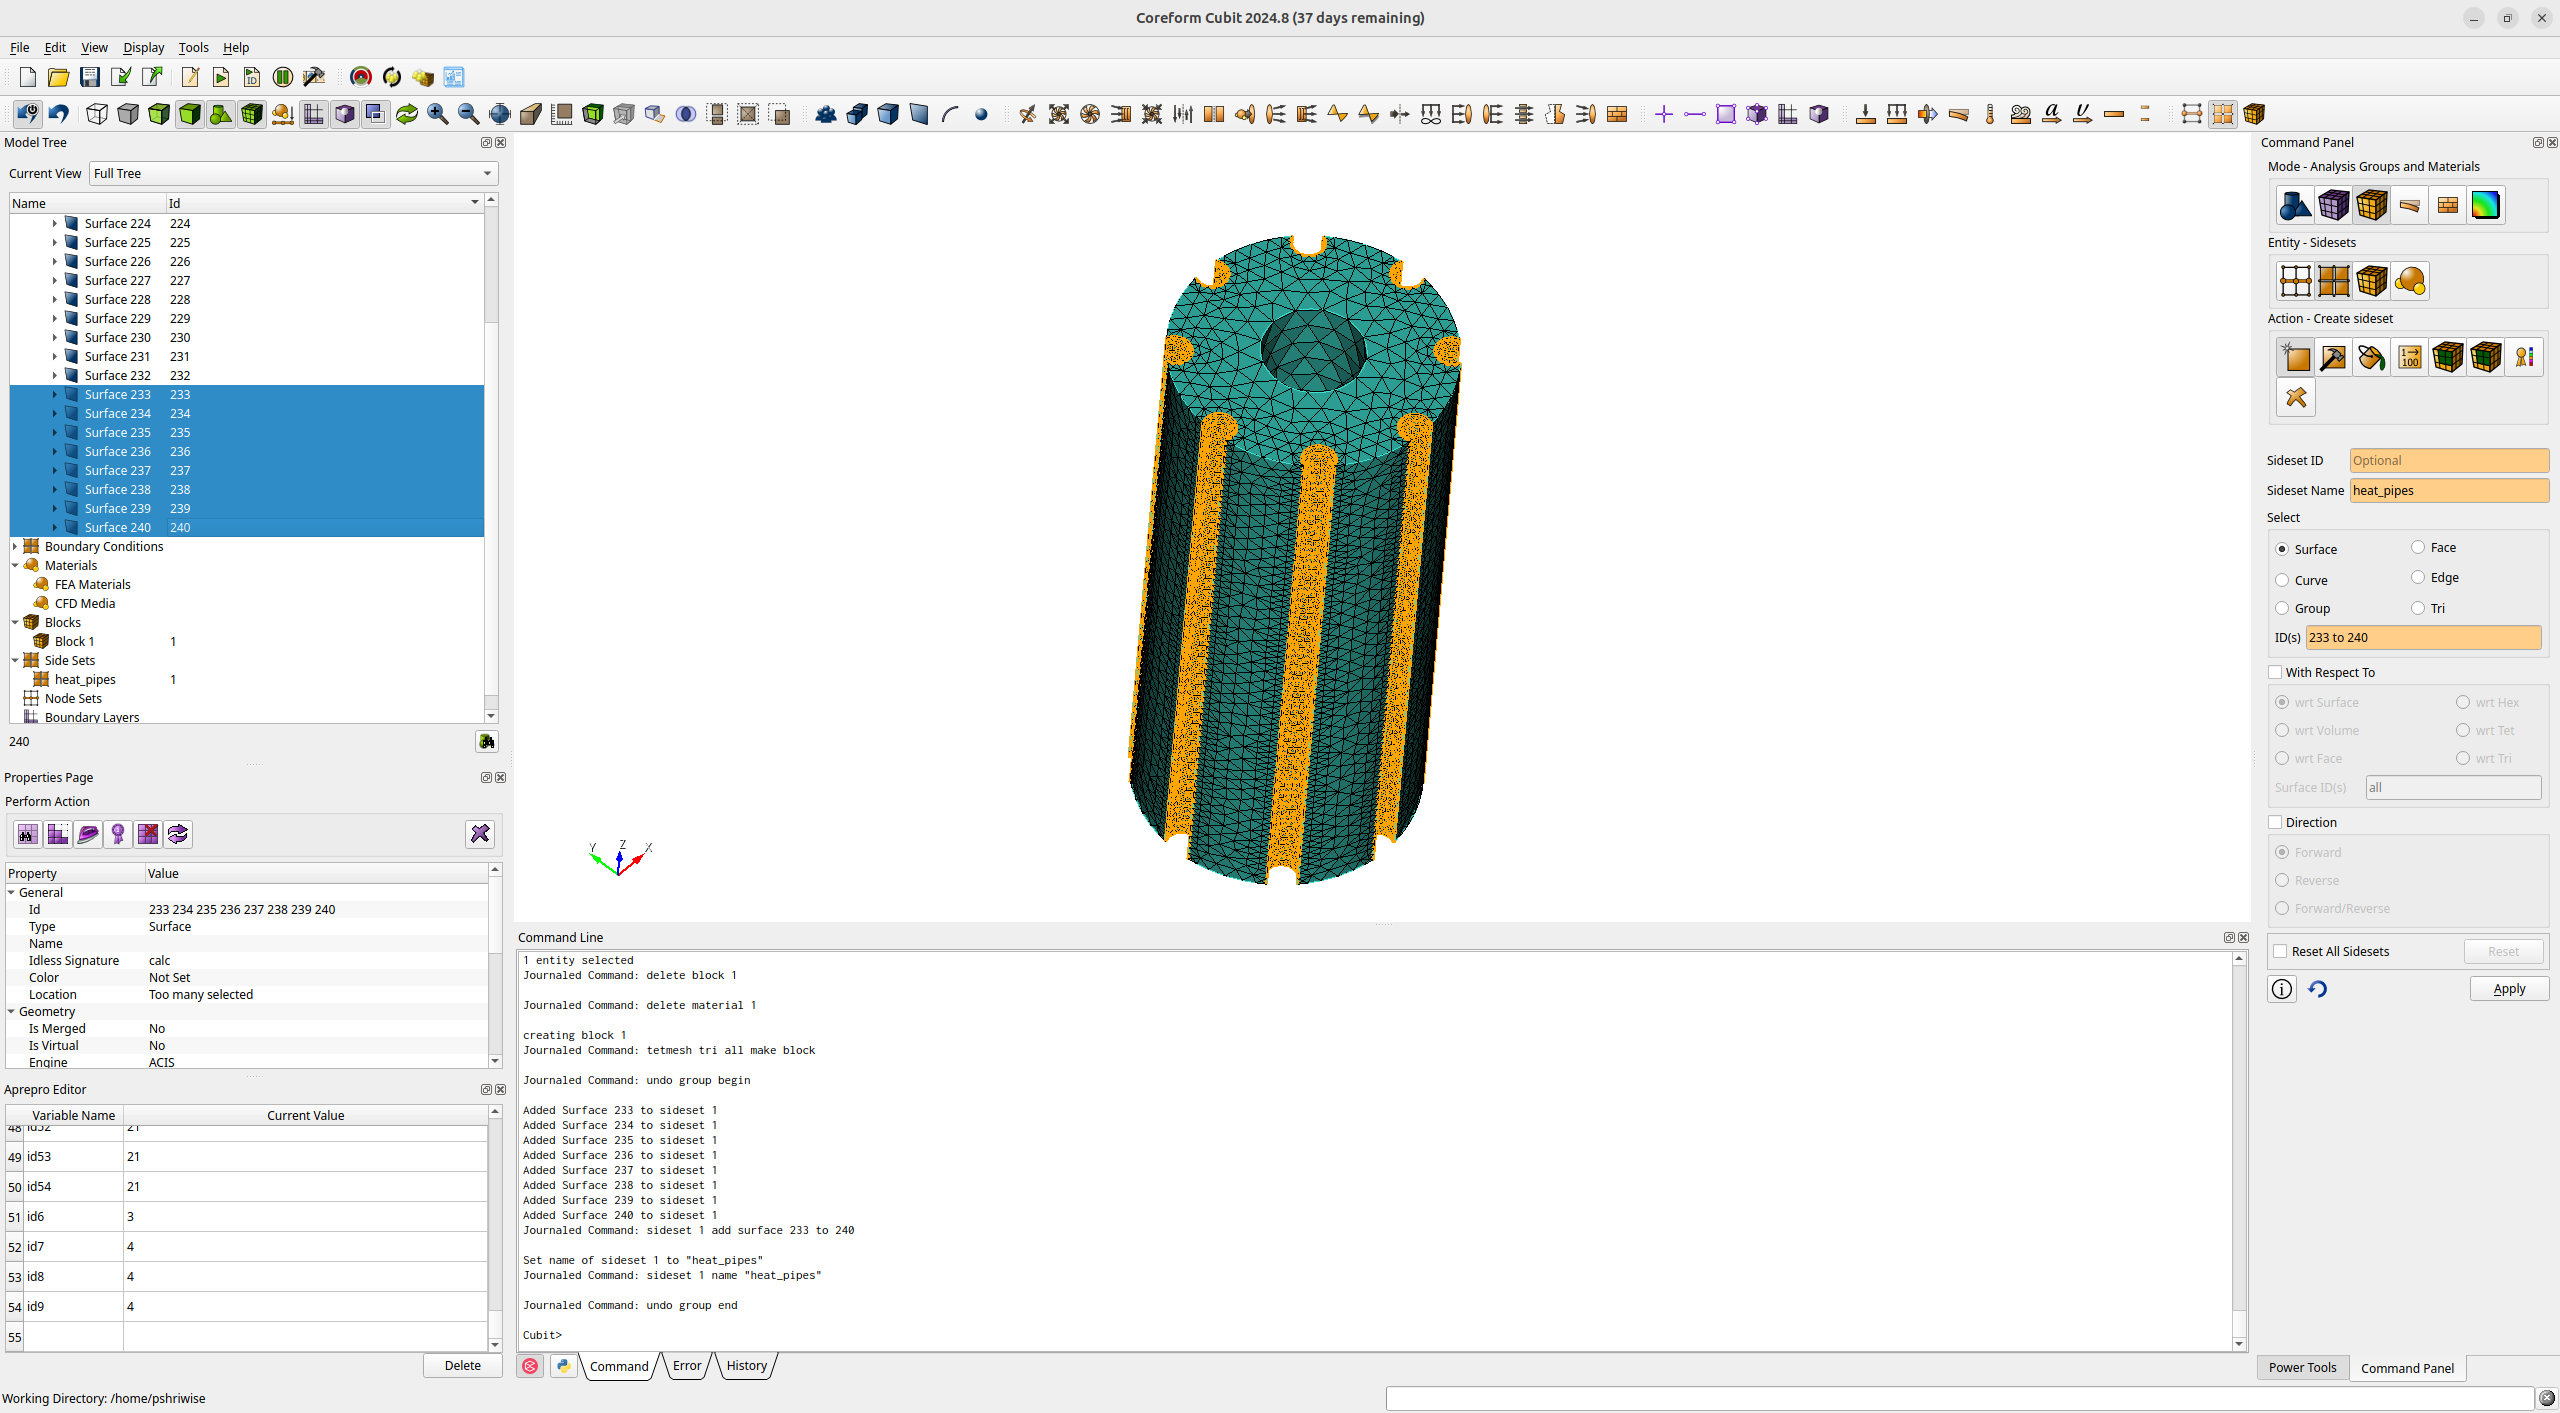 Coreform Cubit 2024.8 (37 days remaining)
File Edit View Display Tools Help
Model Tree
Current View Full Tree
Name Id
Surface 224 224
Surface 225 225
Surface 226 226
Surface 227 227
Surface 228 228
Surface 229 229
Surface 230 230
Surface 231 231
Surface 232 232
Surface 233 233
Surface 234 234
Surface 235 235
Surface 236 236
Surface 237 237
Surface 238 238
Surface 239 239
Surface 240 240
Boundary Conditions
Materials
FEA Materials
CFD Media
Blocks
Block 1 1
Side Sets
heat_pipes 1
Node Sets
Boundary Layers
240
Properties Page
Perform Action
Property Value
General
Id 233 234 235 236 237 238 239 240
Type Surface
Name
Idless Signature calc
Color Not Set
Location Too many selected
Geometry
Is Merged No
Is Virtual No
Engine ACIS
Aprepro Editor
Variable Name Current Value
48 id52 21
49 id53 21
50 id54 21
51 id6 3
52 id7 4
53 id8 4
54 id9 4
55
Delete
Working Directory: /home/pshriwise
Y Z X
Command Line
1 entity selected
Journaled Command: delete block 1
Journaled Command: delete material 1
creating block 1
Journaled Command: tetmesh tri all make block
Journaled Command: undo group begin
Added Surface 233 to sideset 1
Added Surface 234 to sideset 1
Added Surface 235 to sideset 1
Added Surface 236 to sideset 1
Added Surface 237 to sideset 1
Added Surface 238 to sideset 1
Added Surface 239 to sideset 1
Added Surface 240 to sideset 1
Journaled Command: sideset 1 add surface 233 to 240
Set name of sideset 1 to "heat_pipes"
Journaled Command: sideset 1 name "heat_pipes"
Journaled Command: undo group end
Cubit>
Command Error History
Command Panel
Mode - Analysis Groups and Materials
Entity - Sidesets
Action - Create sideset
Sideset ID Optional
Sideset Name heat_pipes
Select
Surface Face
Curve Edge
Group Tri
ID(s) 233 to 240
With Respect To
wrt Surface wrt Hex
wrt Volume wrt Tet
wrt Face wrt Tri
Surface ID(s) all
Direction
Forward
Reverse
Forward/Reverse
Reset All Sidesets Reset
Apply
Power Tools Command Panel